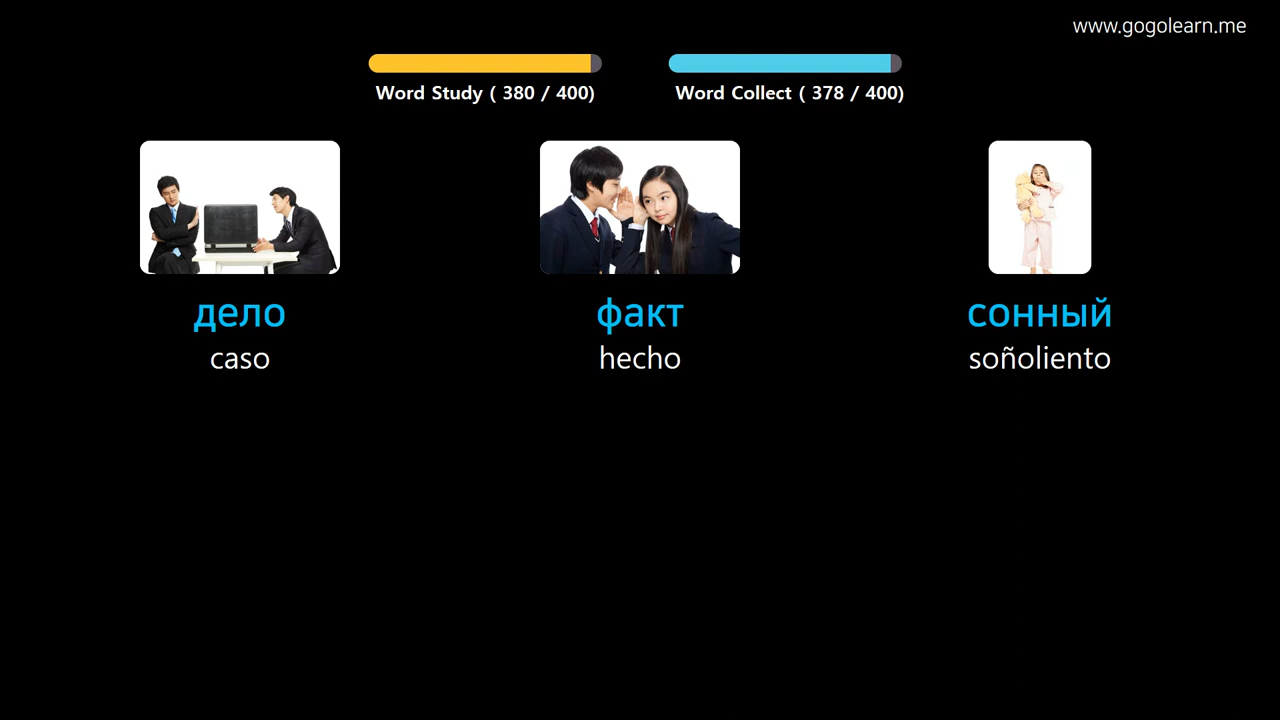 www.gogolearn.me
Word Study ( 380 / 400)
Word Collect ( 378 / 400)
дело
факт
сонный
caso
hecho
soñoliento